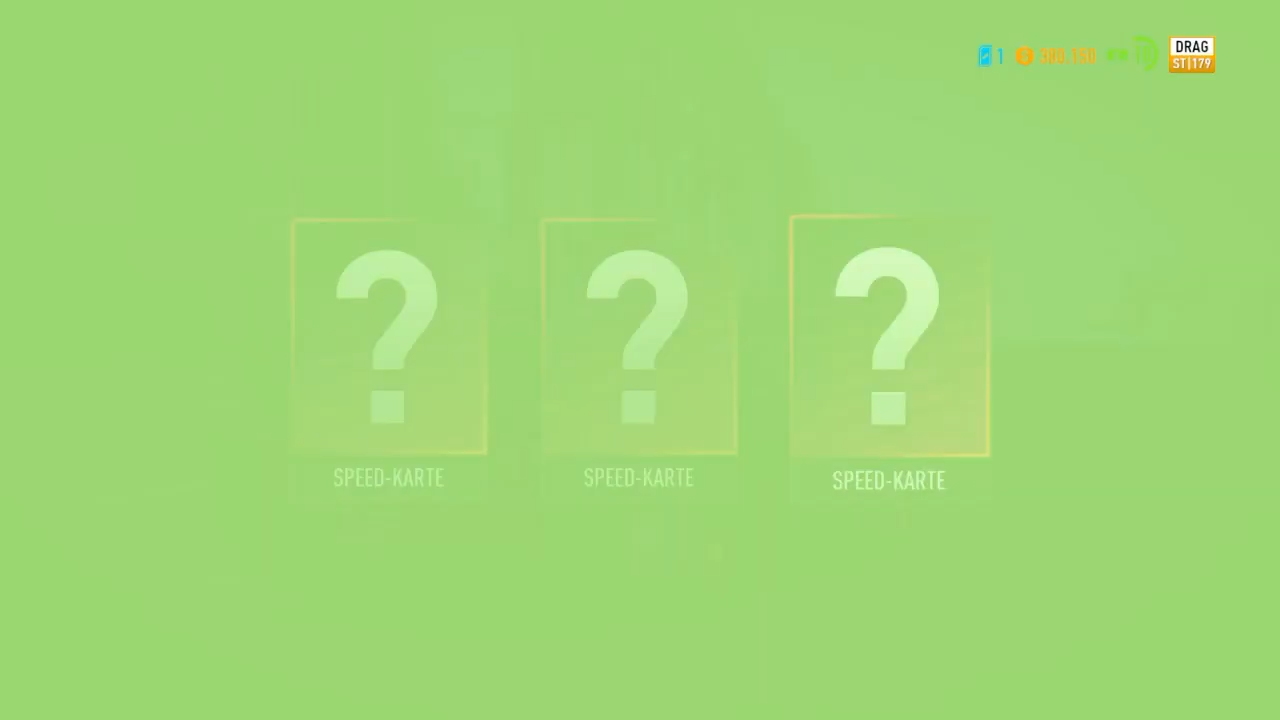 1
DRAG
ST|179
? ? ?
SPEED-KARTE SPEED-KARTE SPEED-KARTE